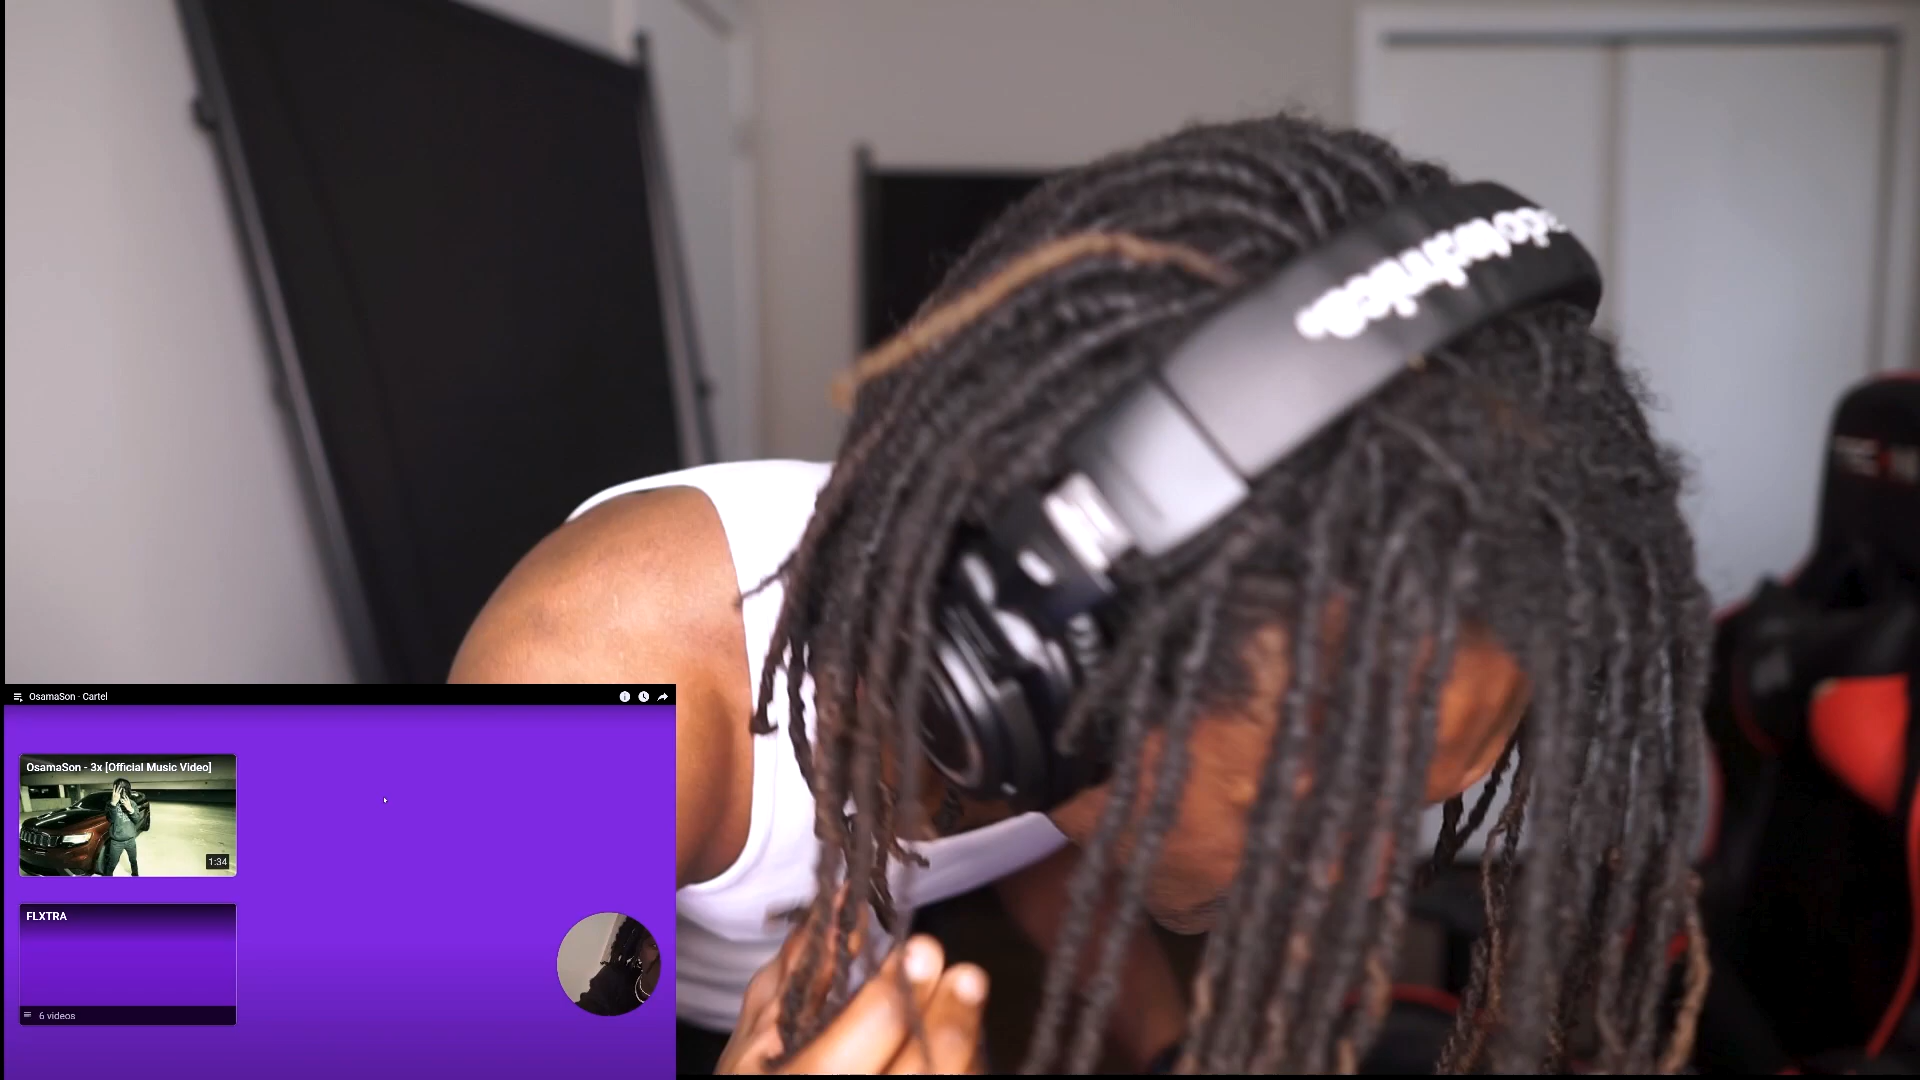 OsamaSon - Cartel
OsamaSon - 3x [Official Music Video]
1:34
FLXTRA
6 videos